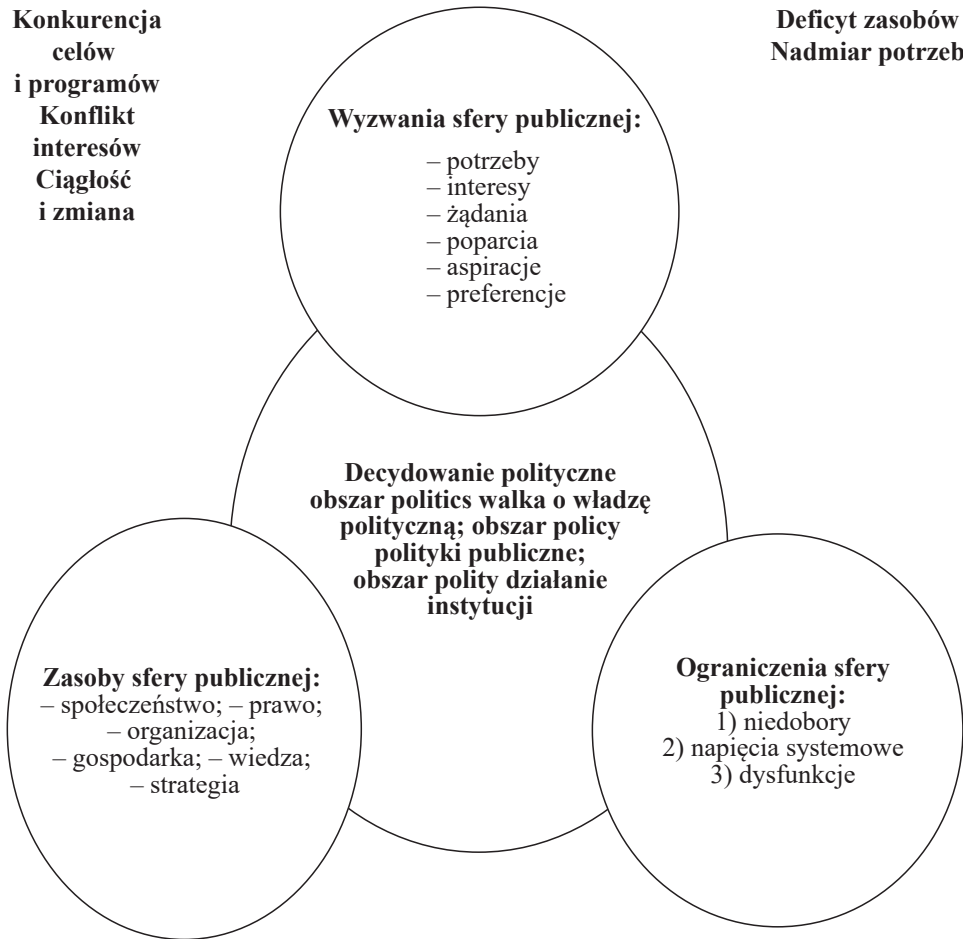 Konkurencja
celów
i programów
Konflikt
interesów
Ciągłość
i zmiana
Deficyt zasobów
Nadmiar potrzeb
Wyzwania sfery publicznej:
– potrzeby
– interesy
– żądania
– poparcia
– aspiracje
– preferencje
Decydowanie polityczne
obszar politics walka o władzę
polityczną; obszar policy
polityki publiczne;
obszar polity działanie
instytucji
Zasoby sfery publicznej:
– społeczeństwo; – prawo;
– organizacja;
– gospodarka; – wiedza;
– strategia
Ograniczenia sfery
publicznej:
1) niedobory
2) napięcia systemowe
3) dysfunkcje